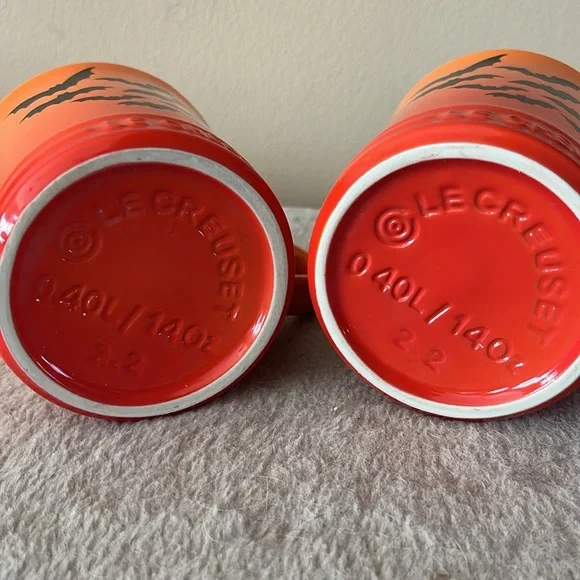 LE CREUSET
0.40L / 14OZ
2.2
LE CREUSET
0 40L / 14OZ
2.2